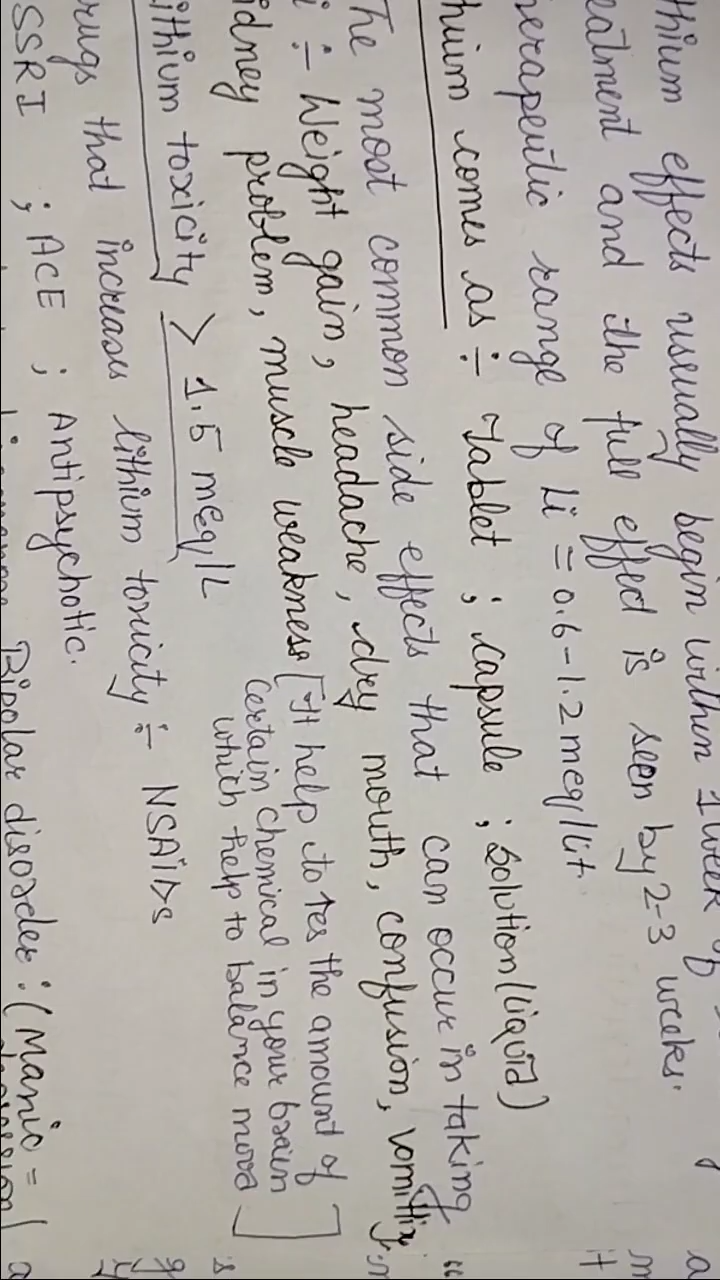 thium effects usually begin within 1 week of
eatment and the full effect is seen by 2-3 weeks.
herapeutic range of Li = 0.6-1.2 meq/lit.
thium comes as :- Tablet ; capsule ; solution (liquid)
The most common side effects that can occur in taking
i :- Weight gain, headache, dry mouth, confusion, vomitting,
idney problem, muscle weakness [It help to res the amount of
certain chemical in your brain
which help to balance mood]
ithium toxicity > 1.5 meq/L
rugs that increases lithium toxicity :- NSAIDs
SSRI ; ACE ; Antipsychotic.
Bipolar disorder : (Manic =